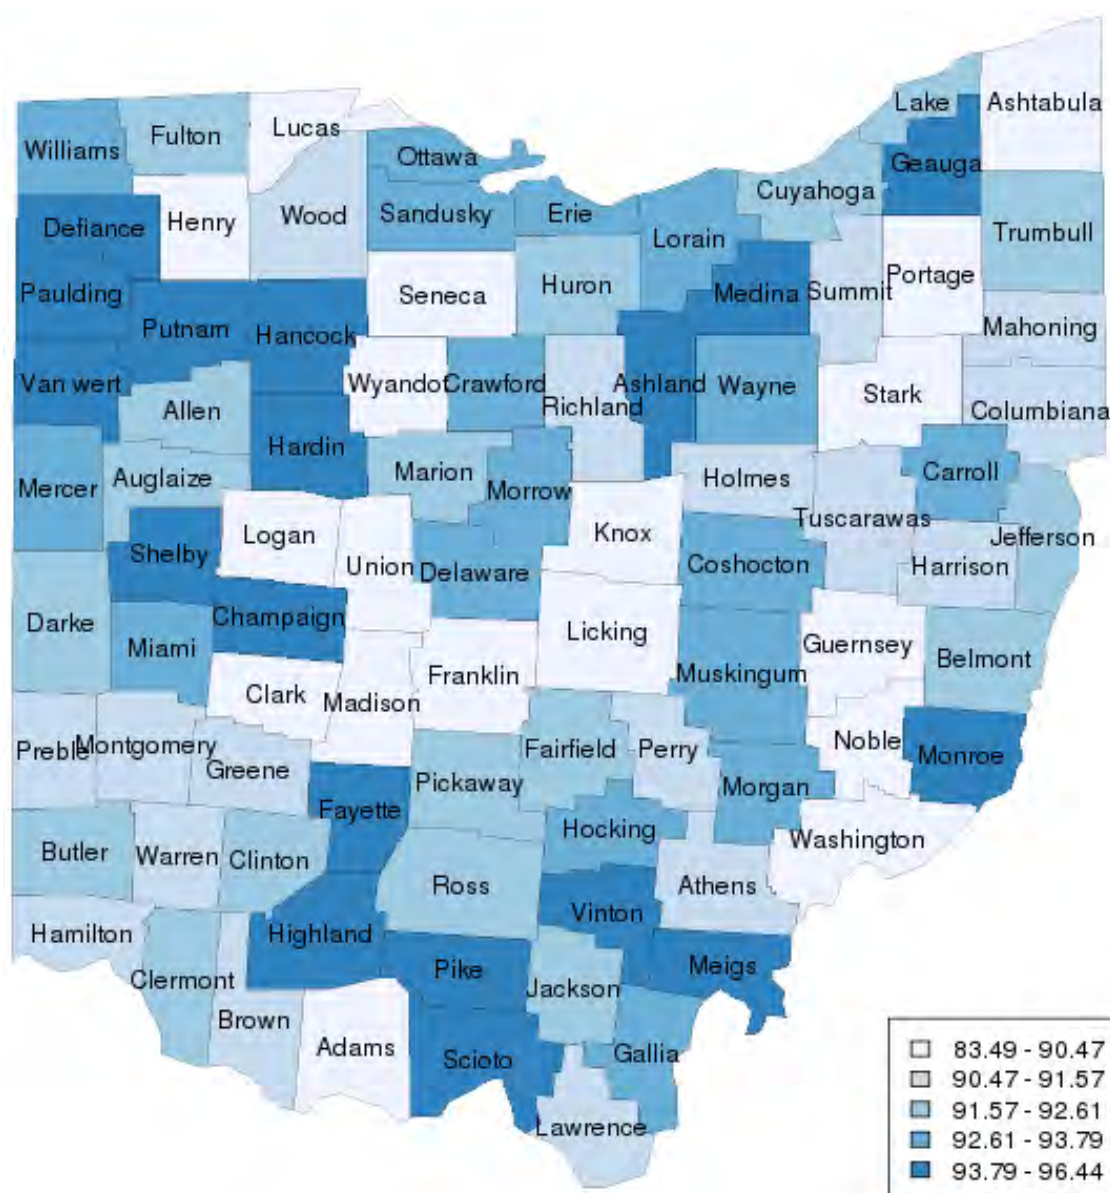 Ashtabula
Lake
Lucas
Fulton
Williams
Ottawa
Geauga
Cuyahoga
Wood
Sandusky
Erie
Henry
Defiance
Lorain
Trumbull
Portage
Huron
Seneca
Medina
Summit
Paulding
Mahoning
Putnam
Hancock
Van wert
Wyandot
Crawford
Ashland
Wayne
Stark
Allen
Richland
Columbiana
Hardin
Marion
Carroll
Auglaize
Holmes
Mercer
Morrow
Tuscarawas
Logan
Knox
Jefferson
Shelby
Union
Delaware
Coshocton
Harrison
Champaign
Darke
Licking
Miami
Guernsey
Belmont
Franklin
Muskingum
Clark
Madison
Preble
Montgomery
Fairfield
Perry
Noble
Monroe
Greene
Pickaway
Morgan
Fayette
Hocking
Washington
Butler
Warren
Clinton
Ross
Athens
Vinton
Hamilton
Highland
Pike
Meigs
Clermont
Jackson
Brown
Adams
Scioto
Gallia
Lawrence
83.49 - 90.47
90.47 - 91.57
91.57 - 92.61
92.61 - 93.79
93.79 - 96.44